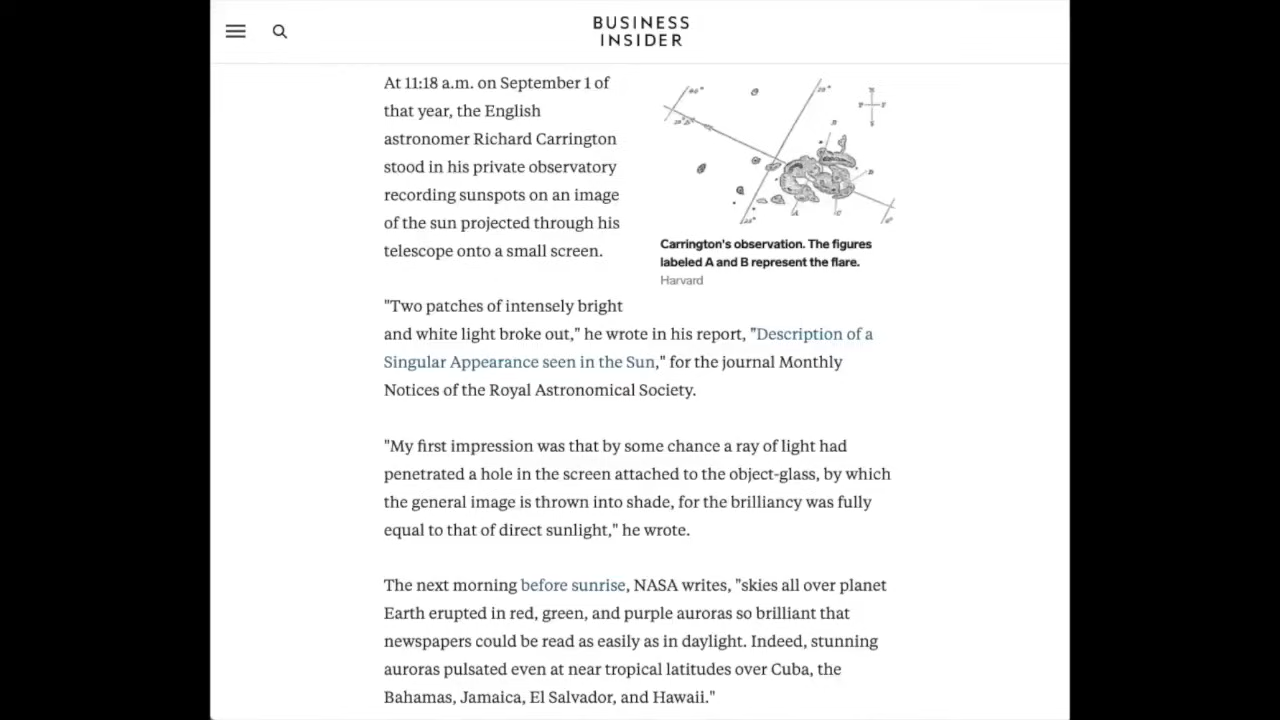 BUSINESS
INSIDER
At 11:18 a.m. on September 1 of
that year, the English
astronomer Richard Carrington
stood in his private observatory
recording sunspots on an image
of the sun projected through his
telescope onto a small screen.
Carrington's observation. The figures
labeled A and B represent the flare.
Harvard
"Two patches of intensely bright
and white light broke out," he wrote in his report, "Description of a
Singular Appearance seen in the Sun," for the journal Monthly
Notices of the Royal Astronomical Society.
"My first impression was that by some chance a ray of light had
penetrated a hole in the screen attached to the object-glass, by which
the general image is thrown into shade, for the brilliancy was fully
equal to that of direct sunlight," he wrote.
The next morning before sunrise, NASA writes, "skies all over planet
Earth erupted in red, green, and purple auroras so brilliant that
newspapers could be read as easily as in daylight. Indeed, stunning
auroras pulsated even at near tropical latitudes over Cuba, the
Bahamas, Jamaica, El Salvador, and Hawaii."